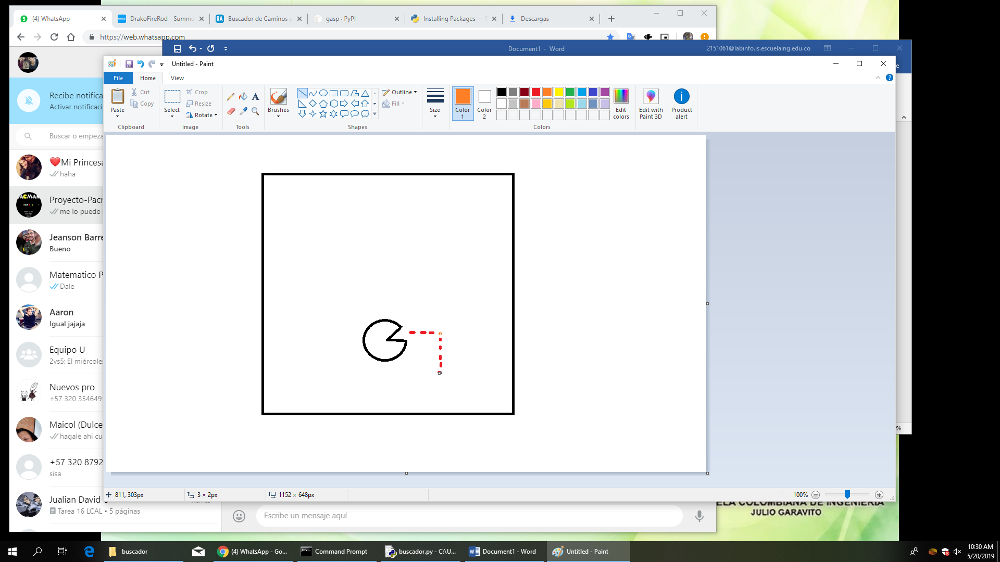 (4) WhatsApp
DrakoFireRod - Summo
Buscador de Caminos
gasp · PyPI
Installing Packages —
Descargas
https://web.whatsapp.com
Document1 - Word
2151061@labinfo.is.escuelaing.edu.co
Untitled - Paint
File
Home
View
Paste
Cut
Copy
Clipboard
Select
Crop
Resize
Rotate
Image
Tools
Brushes
Shapes
Outline
Fill
Size
Color 1
Color 2
Colors
Edit colors
Edit with Paint 3D
Product alert
Recibe notifica
Activar notificaci
Buscar o empeza
Mi Princesa
haha
Proyecto-Pacr
me lo puede
Jeanson Barre
Bueno
Matematico P
Dale
Aaron
Igual jajaja
Equipo U
2vs5: El miércole
Nuevos pro
+57 320 354649
Maicol (Dulce
hagale ahi cu
+57 320 8792
sisa
Jualian David
Tarea 16 LCAL • 5 páginas
811, 303px
3 × 2px
1152 × 648px
100%
Escribe un mensaje aquí
ELA COLOMBIANA DE INGENIERIA
JULIO GARAVITO
buscador
(4) WhatsApp - Go...
Command Prompt
buscador.py - C:\U...
Document1 - Word
Untitled - Paint
10:30 AM
5/20/2019